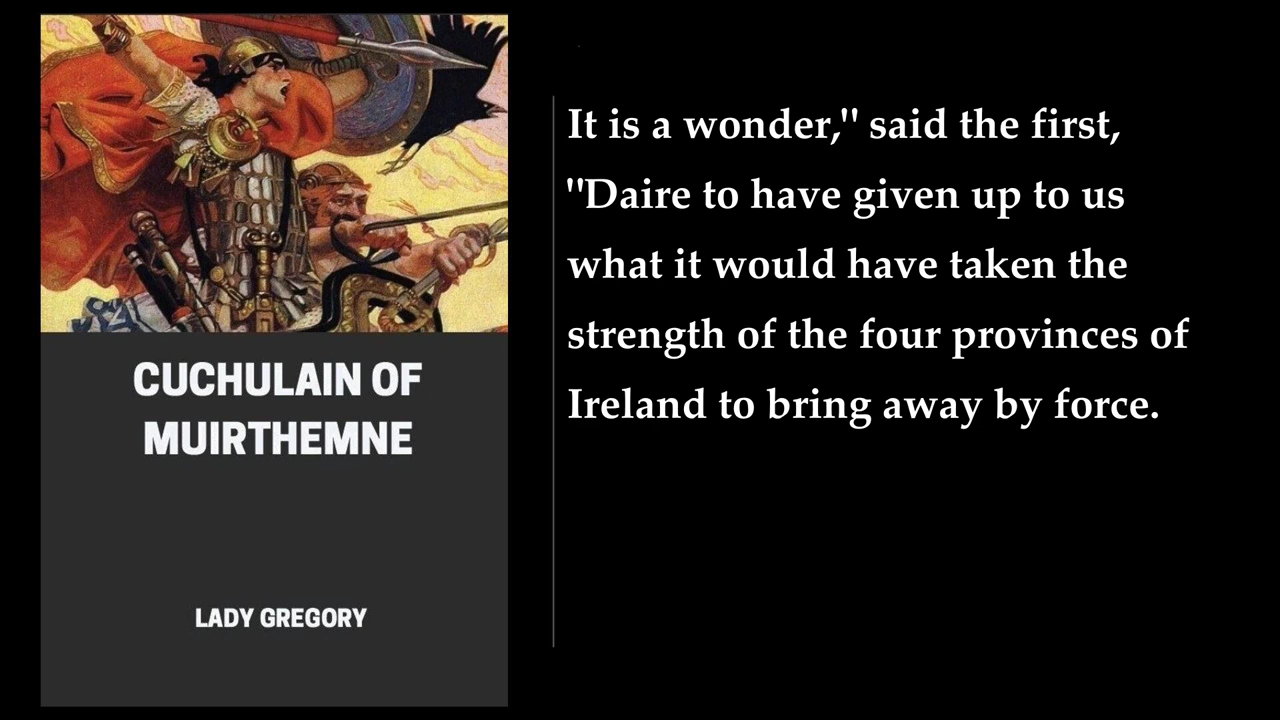 CUCHULAIN OF
MUIRTHEMNE
LADY GREGORY
It is a wonder," said the first,
"Daire to have given up to us
what it would have taken the
strength of the four provinces of
Ireland to bring away by force.